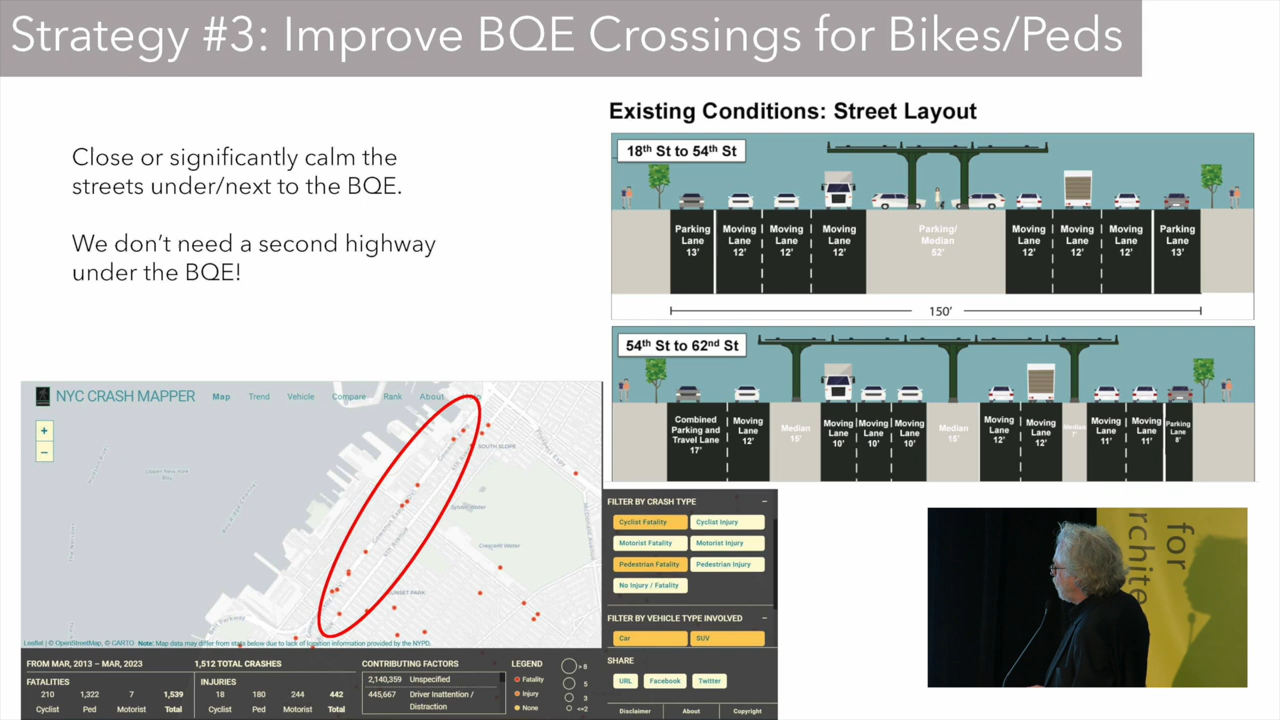 Strategy #3: Improve BQE Crossings for Bikes/Peds
Close or significantly calm the
streets under/next to the BQE.
We don't need a second highway
under the BQE!
Existing Conditions: Street Layout
18th St to 54th St
Parking Lane 13'
Moving Lane 12'
Moving Lane 12'
Moving Lane 12'
Parking/ Median 52'
Moving Lane 12'
Moving Lane 12'
Moving Lane 12'
Parking Lane 13'
150'
54th St to 62nd St
Combined Parking and Travel Lane 17'
Moving Lane 12'
Median 15'
Moving Lane 10'
Moving Lane 10'
Moving Lane 10'
Median 15'
Moving Lane 12'
Moving Lane 12'
Median 7'
Moving Lane 11'
Moving Lane 11'
Parking Lane 8'
NYC CRASH MAPPER
Map Trend Vehicle Compare Rank About
+
−
SOUTH SLOPE
Crescent Water
SUNSET PARK
Leaflet | © OpenStreetMap, © CARTO Note: Map data may differ from state below due to lack of location information provided by the NYPD.
FROM MAR, 2013 – MAR, 2023
1,512 TOTAL CRASHES
FATALITIES
210 1,322 7 1,539
Cyclist Ped Motorist Total
INJURIES
18 180 244 442
Cyclist Ped Motorist Total
CONTRIBUTING FACTORS
2,140,359 Unspecified
445,667 Driver Inattention /
Distraction
LEGEND
Fatality
Injury
None
>8
5
3
<=2
FILTER BY CRASH TYPE −
Cyclist Fatality Cyclist Injury
Motorist Fatality Motorist Injury
Pedestrian Fatality Pedestrian Injury
No Injury / Fatality
FILTER BY VEHICLE TYPE INVOLVED −
Car SUV
SHARE
URL Facebook Twitter
Disclaimer About Copyright
for
rchite